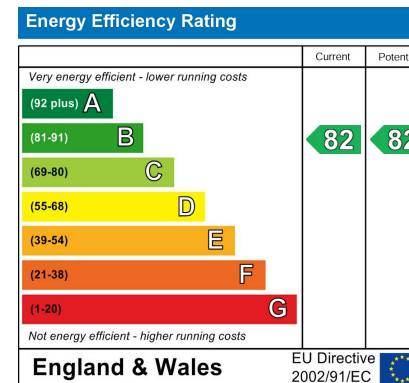 Energy Efficiency Rating
Current Potent
Very energy efficient - lower running costs
(92 plus) A
(81-91) B 82 82
(69-80) C
(55-68) D
(39-54) E
(21-38) F
(1-20) G
Not energy efficient - higher running costs
England & Wales
EU Directive
2002/91/EC